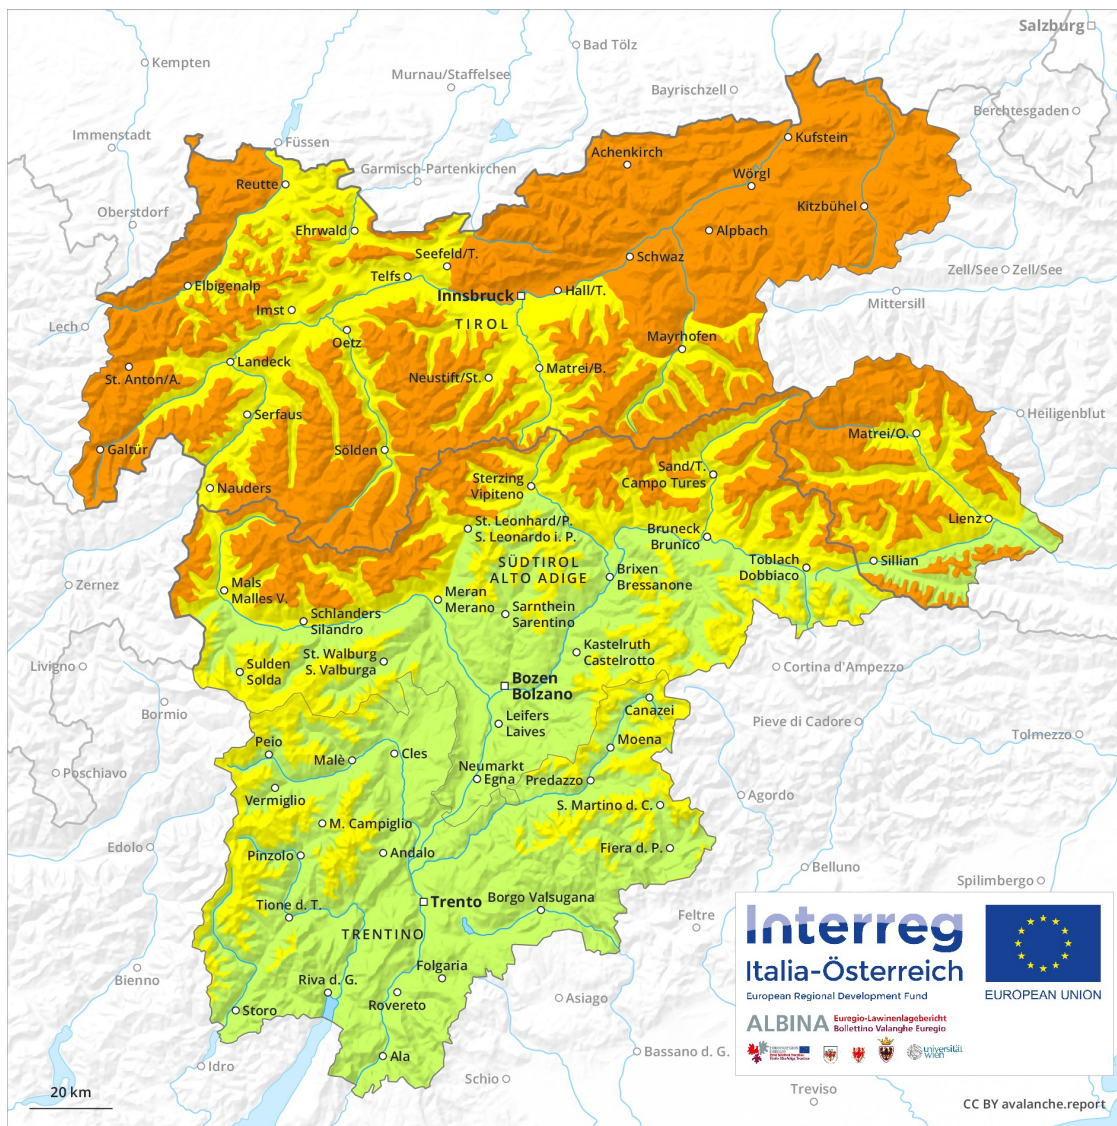 Salzburg
Bad Tölz
Kempten
Murnau/Staffelsee
Bayrischzell
Berchtesgaden
Immenstadt
Füssen
Kufstein
Achenkirch
Garmisch-Partenkirchen
Wörgl
Reutte
Oberstdorf
Kitzbühel
Ehrwald
Alpbach
Seefeld/T.
Schwaz
Telfs
Zell/See
Zell/See
Elbigenalp
Innsbruck
Hall/T.
Mittersill
Imst
TIROL
Lech
Oetz
Mayrhofen
Landeck
St. Anton/A.
Neustift/St.
Matrei/B.
Serfaus
Heiligenblut
Matrei/O.
Galtür
Sölden
Sterzing
Vipiteno
Sand/T.
Campo Tures
Nauders
Lienz
St. Leonhard/P.
S. Leonardo i. P.
Bruneck
Brunico
SÜDTIROL
ALTO ADIGE
Toblach
Dobbiaco
Sillian
Brixen
Bressanone
Zernez
Mals
Malles V.
Meran
Merano
Schlanders
Silandro
Sarnthein
Sarentino
St. Walburg
S. Valburga
Kastelruth
Castelrotto
Livigno
Sulden
Solda
Cortina d'Ampezzo
Bozen
Bolzano
Bormio
Canazei
Leifers
Laives
Pieve di Cadore
Tolmezzo
Peio
Moena
Malè
Cles
Poschiavo
Neumarkt
Egna
Predazzo
Vermiglio
Agordo
S. Martino d. C.
M. Campiglio
Edolo
Pinzolo
Andalo
Fiera d. P.
Belluno
Spilimbergo
Tione d. T.
Trento
Borgo Valsugana
Feltre
TRENTINO
Folgaria
Bienno
Riva d. G.
Rovereto
Asiago
Storo
Ala
Bassano d. G.
Idro
Schio
Treviso
20 km
Interreg
Italia-Österreich
European Regional Development Fund
EUROPEAN UNION
ALBINA
Euregio-Lawinenlagebericht
Bollettino Valanghe Euregio
universität
wien
CC BY avalanche.report